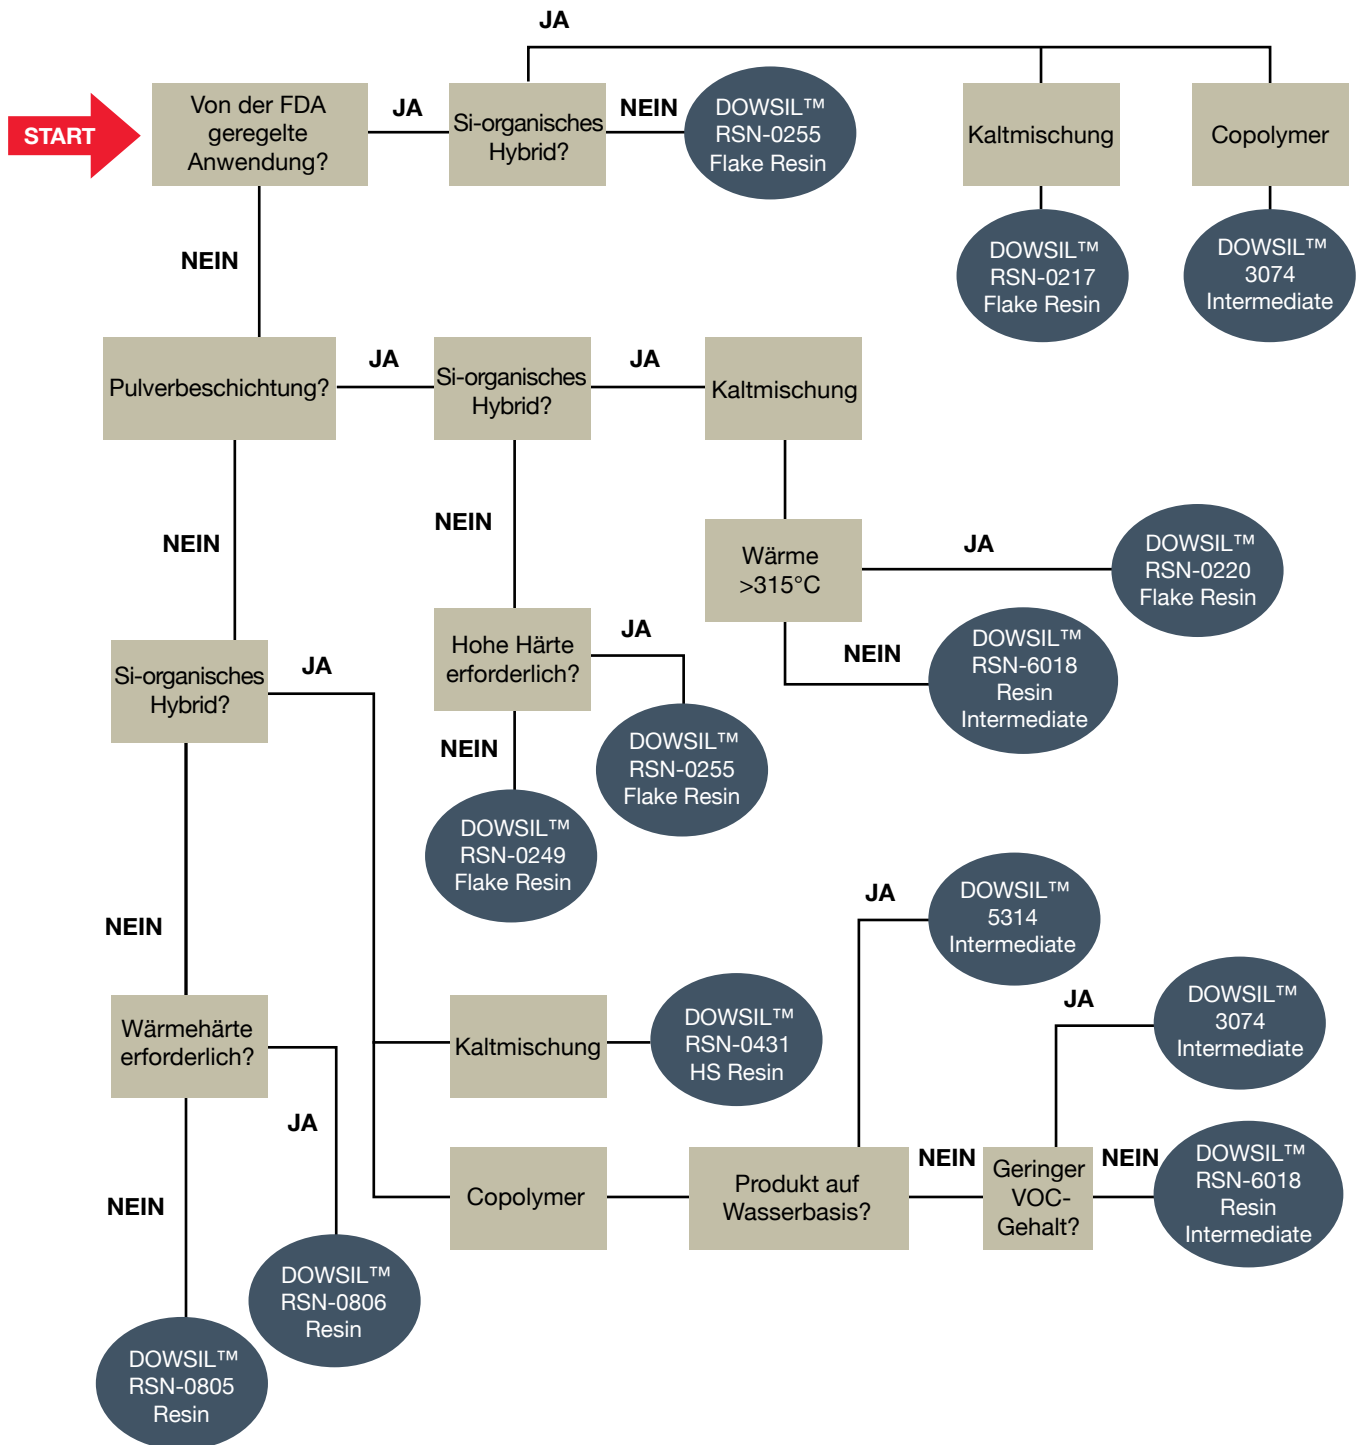 JA
START
Von der FDA
geregelte
Anwendung?
JA
Si-organisches
Hybrid?
NEIN
DOWSIL™
RSN-0255
Flake Resin
Kaltmischung
Copolymer
DOWSIL™
RSN-0217
Flake Resin
DOWSIL™
3074
Intermediate
NEIN
Pulverbeschichtung?
JA
Si-organisches
Hybrid?
JA
Kaltmischung
NEIN
NEIN
Wärme
>315°C
JA
DOWSIL™
RSN-0220
Flake Resin
NEIN
DOWSIL™
RSN-6018
Resin
Intermediate
Hohe Härte
erforderlich?
JA
DOWSIL™
RSN-0255
Flake Resin
NEIN
DOWSIL™
RSN-0249
Flake Resin
Si-organisches
Hybrid?
JA
NEIN
Wärmehärte
erforderlich?
JA
DOWSIL™
RSN-0806
Resin
NEIN
DOWSIL™
RSN-0805
Resin
Kaltmischung
DOWSIL™
RSN-0431
HS Resin
Copolymer
Produkt auf
Wasserbasis?
JA
DOWSIL™
5314
Intermediate
NEIN
Geringer
VOC-
Gehalt?
JA
DOWSIL™
3074
Intermediate
NEIN
DOWSIL™
RSN-6018
Resin
Intermediate